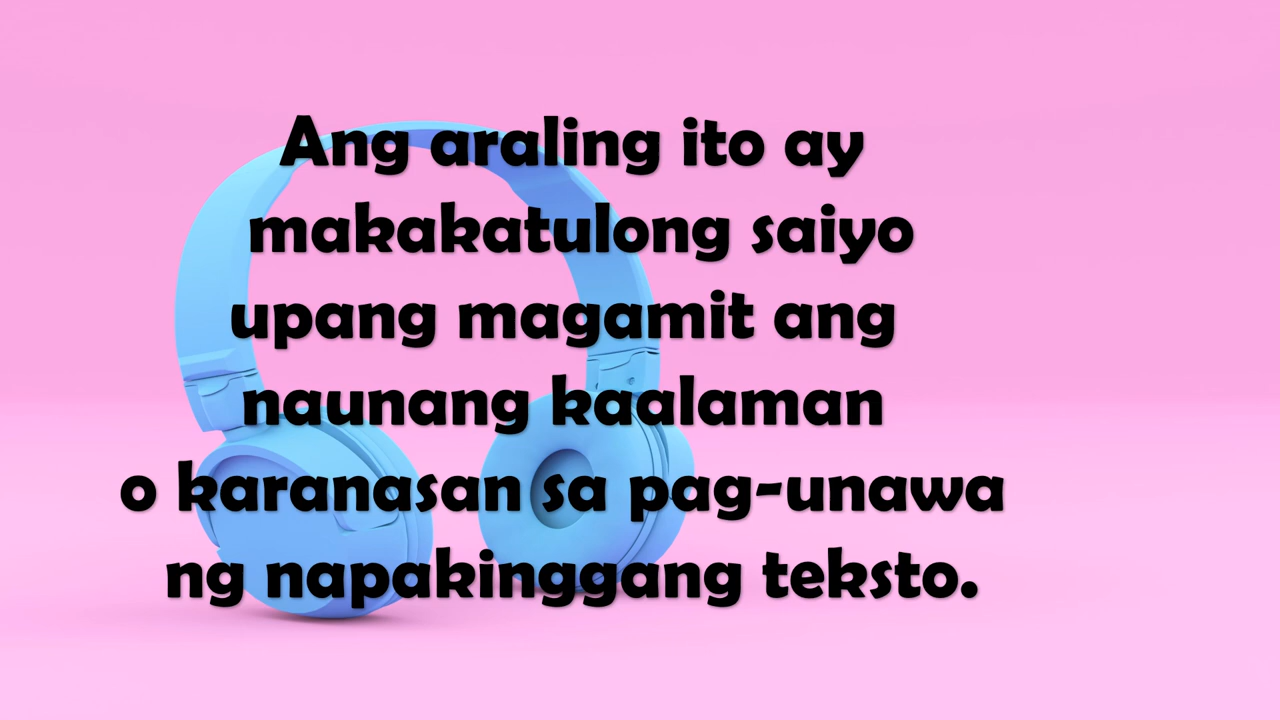 Ang araling ito ay
makakatulong saiyo
upang magamit ang
naunang kaalaman
o karanasan sa pag-unawa
ng napakinggang teksto.